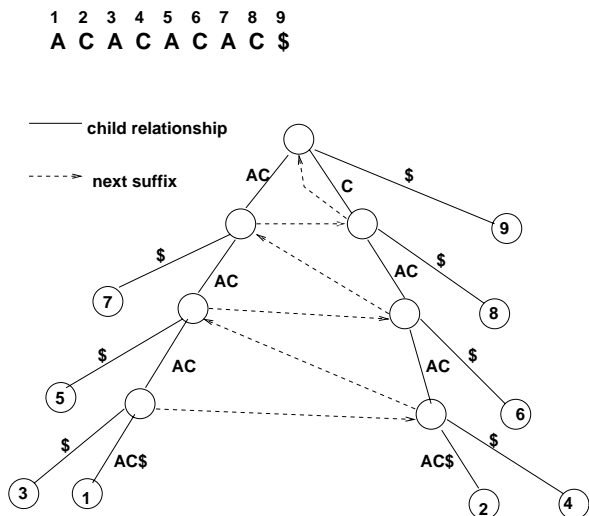 1 2 3 4 5 6 7 8 9
A C A C A C A C $
child relationship
next suffix
AC C $
9
$ AC AC $
7 8
$ AC AC $
5 6
$ AC$ AC$ $
3 1 2 4